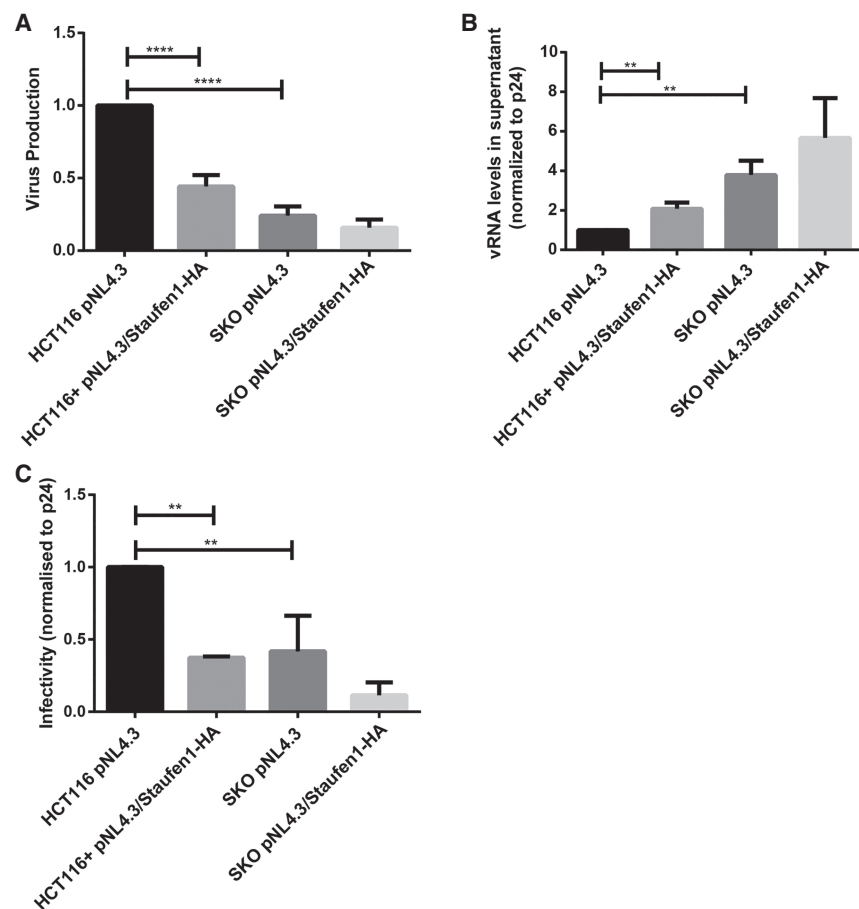 A
Virus Production
1.5
1.0
0.5
0.0
****
****
HCT116 pNL4.3
HCT116+ pNL4.3/Staufen1-HA
SKO pNL4.3
SKO pNL4.3/Staufen1-HA
B
vRNA levels in supernatant
(normalized to p24)
10
8
6
4
2
0
**
**
HCT116 pNL4.3
HCT116+ pNL4.3/Staufen1-HA
SKO pNL4.3
SKO pNL4.3/Staufen1-HA
C
Infectivity (normalised to p24)
1.5
1.0
0.5
0.0
**
**
HCT116 pNL4.3
HCT116+ pNL4.3/Staufen1-HA
SKO pNL4.3
SKO pNL4.3/Staufen1-HA